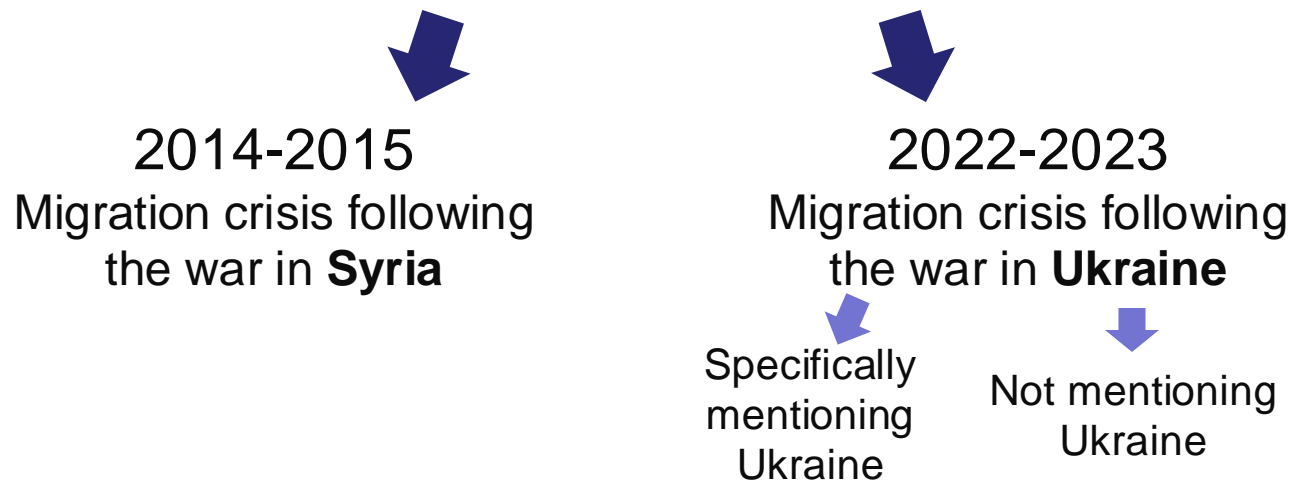 2014-2015
Migration crisis following
the war in Syria
2022-2023
Migration crisis following
the war in Ukraine
Specifically
mentioning
Ukraine
Not mentioning
Ukraine